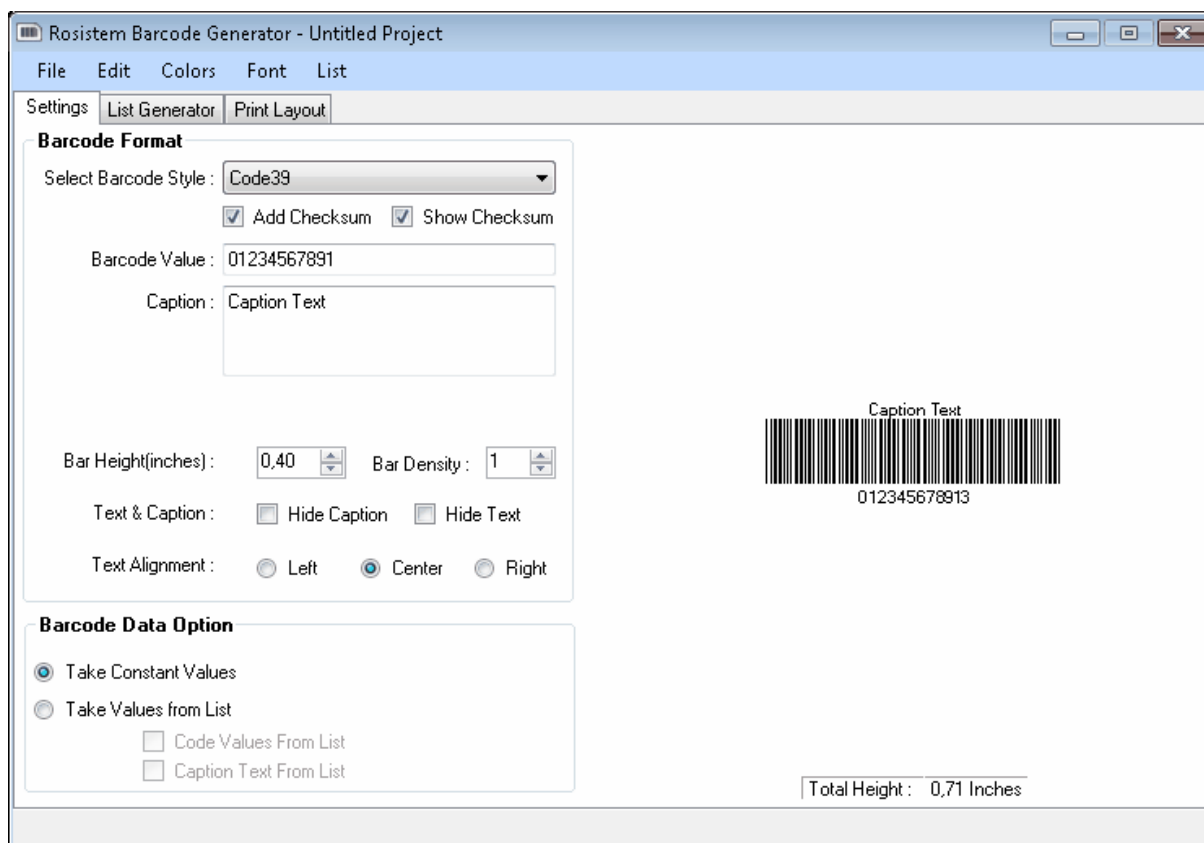 Rosistem Barcode Generator - Untitled Project
File Edit Colors Font List
Settings List Generator Print Layout
Barcode Format
Select Barcode Style : Code39
Add Checksum Show Checksum
Barcode Value : 01234567891
Caption : Caption Text
Bar Height(inches) : 0,40 Bar Density : 1
Text & Caption : Hide Caption Hide Text
Text Alignment : Left Center Right
Barcode Data Option
Take Constant Values
Take Values from List
Code Values From List
Caption Text From List
Caption Text
012345678913
Total Height : 0,71 Inches